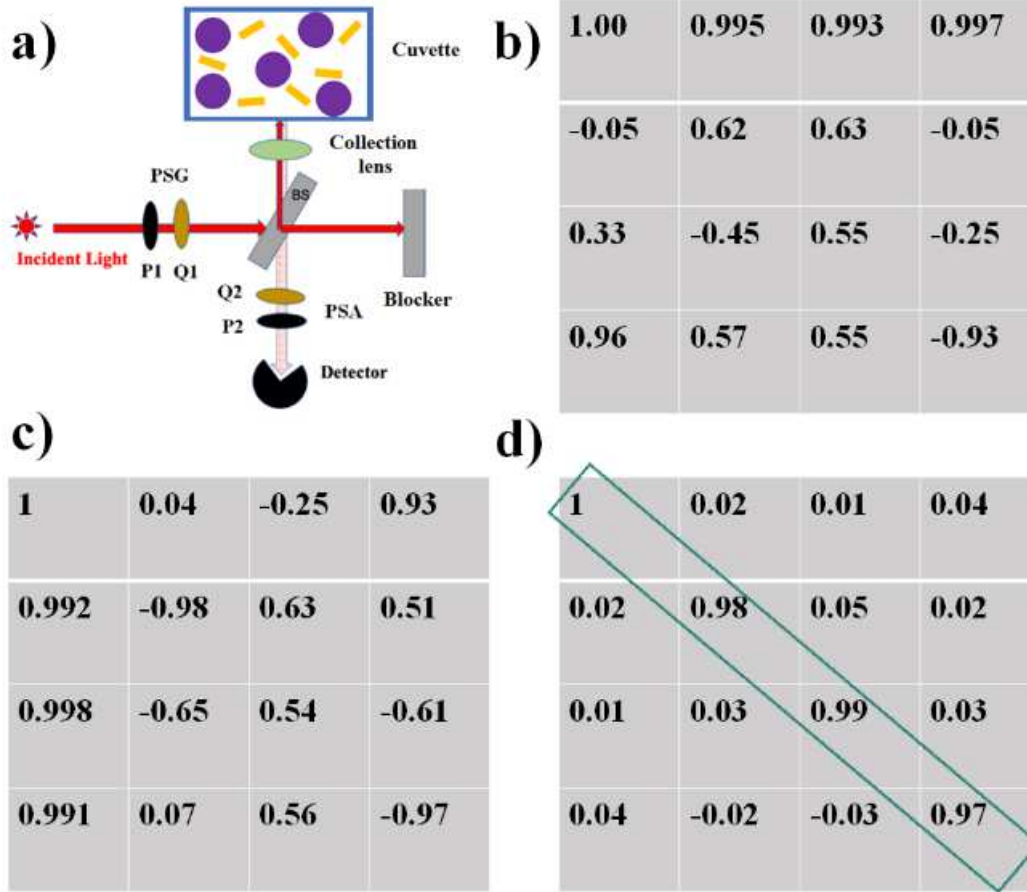 a)
Cuvette
Collection
lens
PSG
BS
Incident Light
P1 Q1
Q2
P2
PSA
Blocker
Detector
b)
1.00 0.995 0.993 0.997
-0.05 0.62 0.63 -0.05
0.33 -0.45 0.55 -0.25
0.96 0.57 0.55 -0.93
c)
1 0.04 -0.25 0.93
0.992 -0.98 0.63 0.51
0.998 -0.65 0.54 -0.61
0.991 0.07 0.56 -0.97
d)
1 0.02 0.01 0.04
0.02 0.98 0.05 0.02
0.01 0.03 0.99 0.03
0.04 -0.02 -0.03 0.97